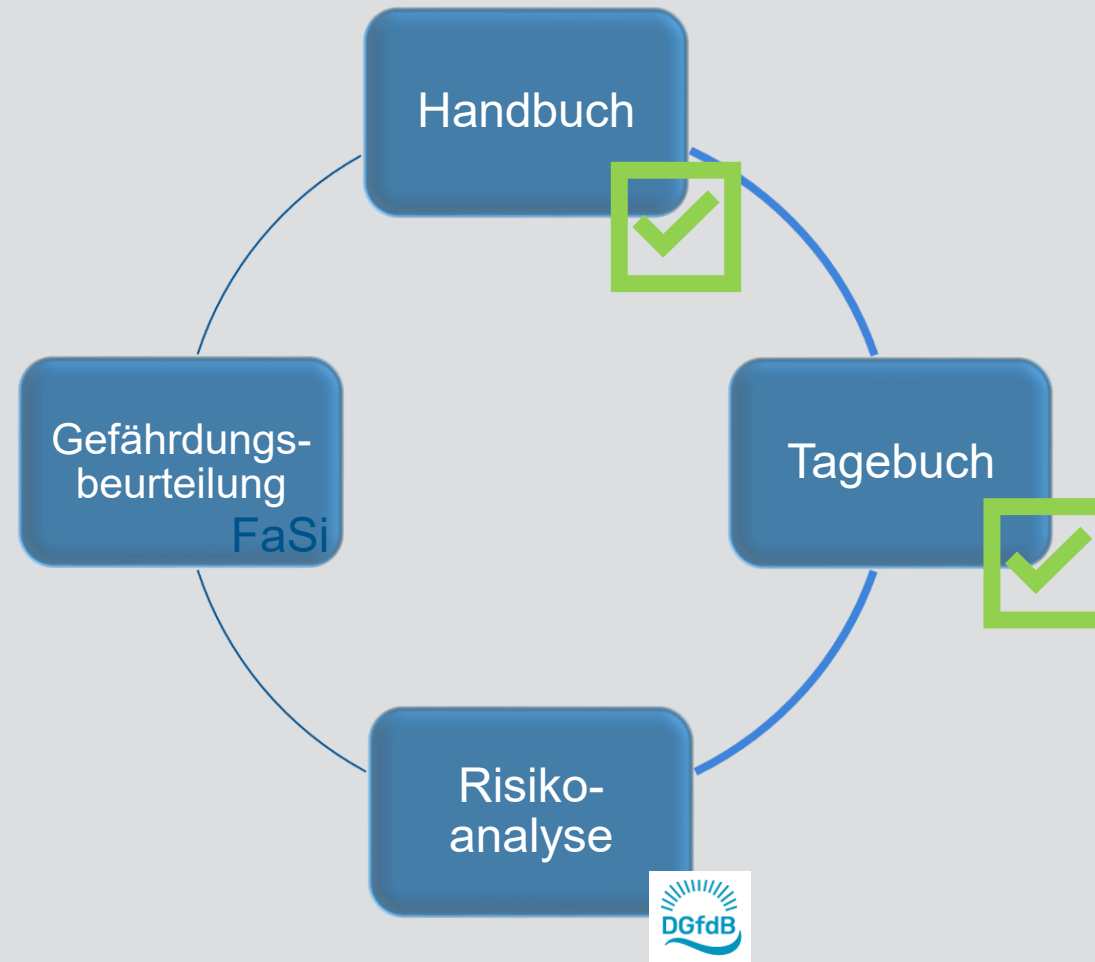 Handbuch
Gefährdungs-
beurteilung
FaSi
Tagebuch
Risiko-
analyse
DGfdB